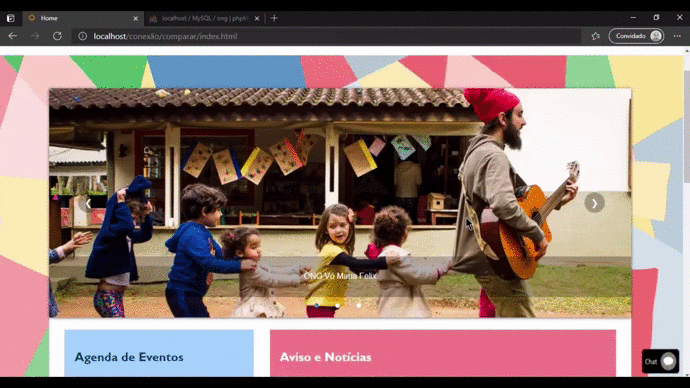 Home
localhost / MySQL / ong | phpM
localhost/conexão/comparar/index.html
Convidado
ONG Vó Maria Felix
Agenda de Eventos
Aviso e Notícias
Chat